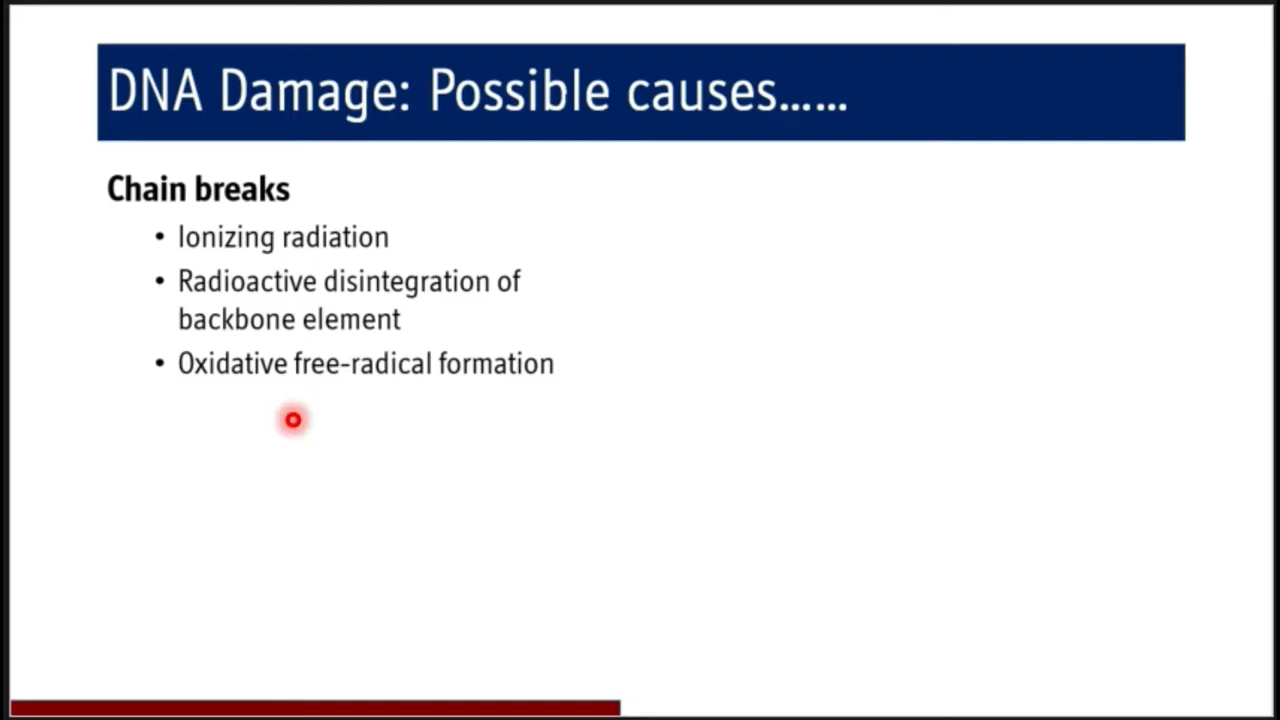 DNA Damage: Possible causes......
Chain breaks
• Ionizing radiation
• Radioactive disintegration of
backbone element
• Oxidative free-radical formation